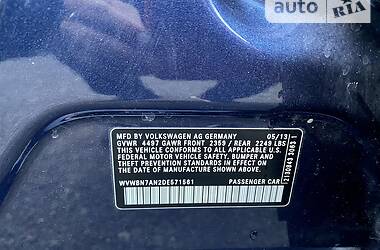 AUTO
RIA
MFD BY VOLKSWAGEN AG GERMANY 05/13
GVWR 4497 GAWR FRONT 2359 / REAR 2249 LBS
THIS VEHICLE CONFORMS TO ALL APPLICABLE U.S.
FEDERAL MOTOR VEHICLE SAFETY, BUMPER AND
THEFT PREVENTION STANDARDS IN EFFECT ON THE
DATE OF MANUFACTURE SHOWN ABOVE.
WVWBN7AN2DE571581 PASSENGER CAR